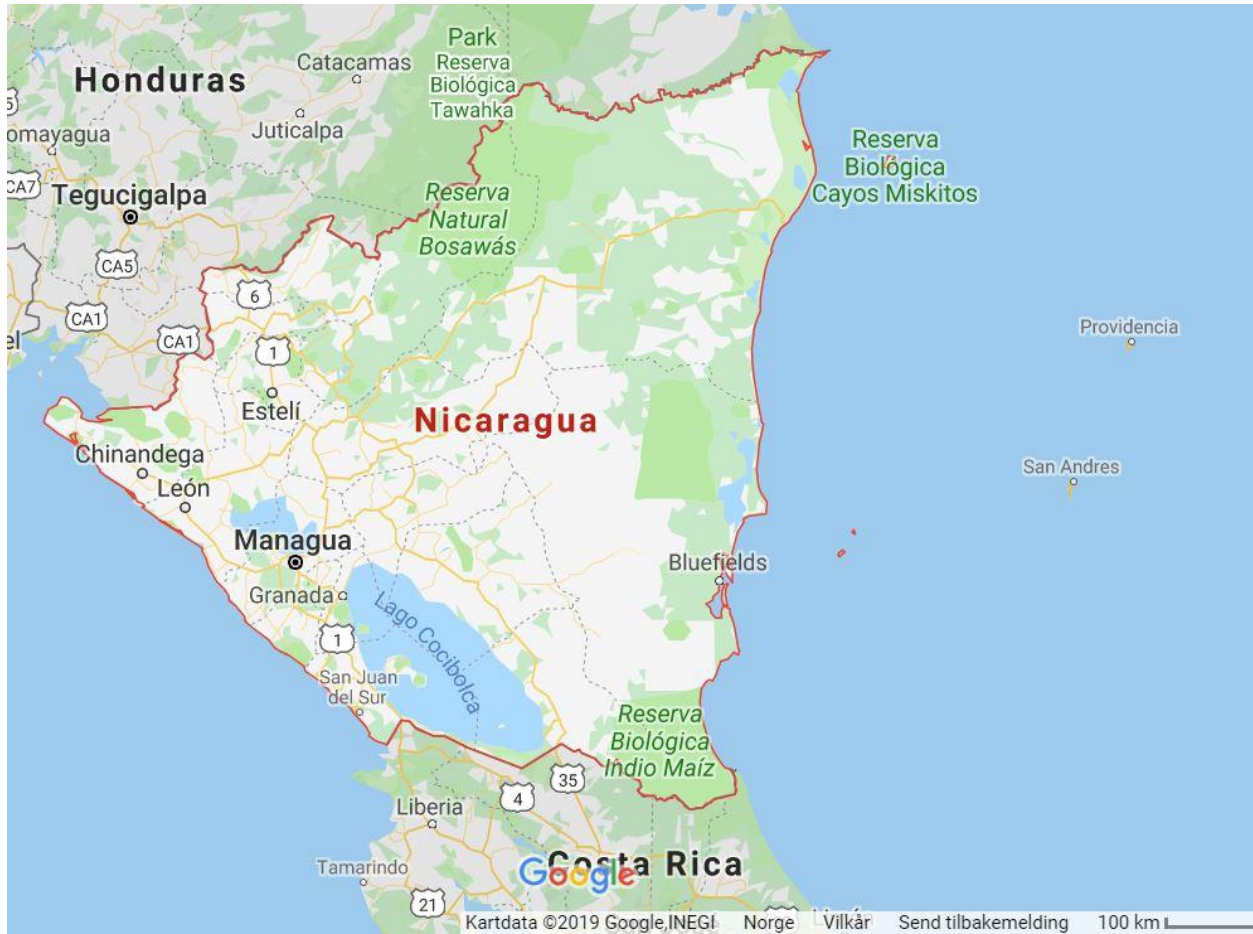 Park
Reserva
Biológica
Tawahka
Catacamas
Honduras
Juticalpa
5
omayagua
CA7
Tegucigalpa
Reserva
Biológica
Cayos Miskitos
Reserva
Natural
Bosawás
CA5
6
CA1
CA1
el
1
Providencia
Estelí
Nicaragua
Chinandega
San Andres
León
Managua
Bluefields
Granada
Lago Cocibolca
1
San Juan
del Sur
Reserva
Biológica
Indio Maíz
35
4
Liberia
Costa Rica
Google
Tamarindo
21
Kartdata ©2019 Google,INEGI Norge Vilkår Send tilbakemelding 100 km